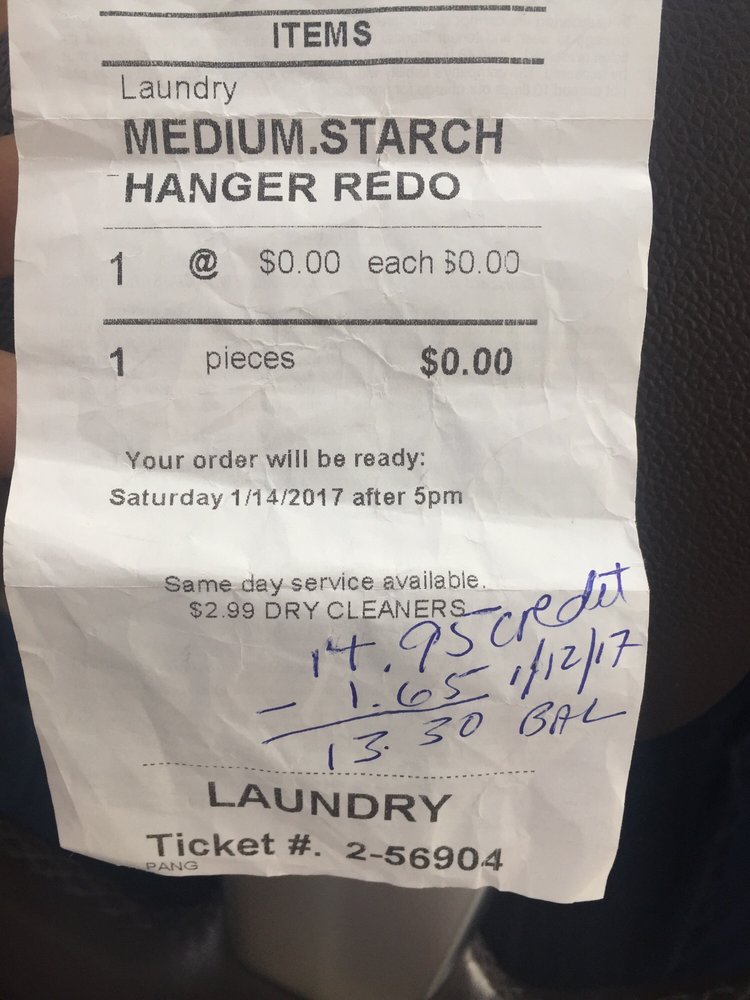 ITEMS
Laundry
MEDIUM.STARCH
-HANGER REDO
1 @ $0.00 each $0.00
1 pieces $0.00
Your order will be ready:
Saturday 1/14/2017 after 5pm
Same day service available.
$2.99 DRY CLEANERS
14.95 credit
- 1.65 1/12/17
13.30 BAL
LAUNDRY
Ticket #. 2-56904
PANG